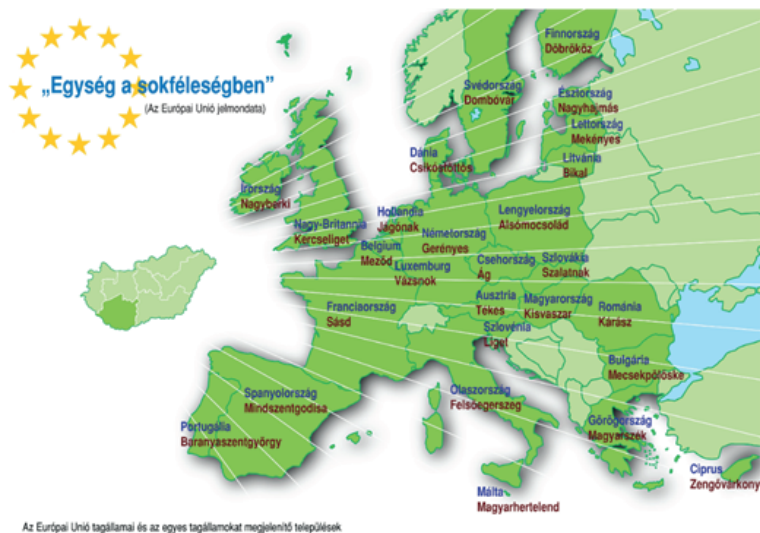 „Egység a sokféleségben”
(Az Európai Unió jelmondata)
Finnország
Döbrököz
Svédország
Dombóvár
Észtország
Nagyhajmás
Lettország
Mekényes
Litvánia
Bikal
Dánia
Csikóstőttős
Írország
Nagyberki
Nagy-Britannia
Kercseliget
Hollandia
Jágónak
Belgium
Meződ
Luxemburg
Vázsnok
Németország
Gerényes
Lengyelország
Alsómocsolád
Csehország
Ág
Szlovákia
Szalatnak
Ausztria
Tékes
Magyarország
Kisvaszar
Szlovénia
Liget
Románia
Kárász
Bulgária
Mecsekpölöske
Franciaország
Sásd
Spanyolország
Mindszentgodisa
Portugália
Baranyaszentgyörgy
Olaszország
Felsőegerszeg
Görögország
Magyarszék
Málta
Magyarhertelend
Ciprus
Zengővárkony
Az Európai Unió tagállamai és az egyes tagállamokat megjelenítő települések